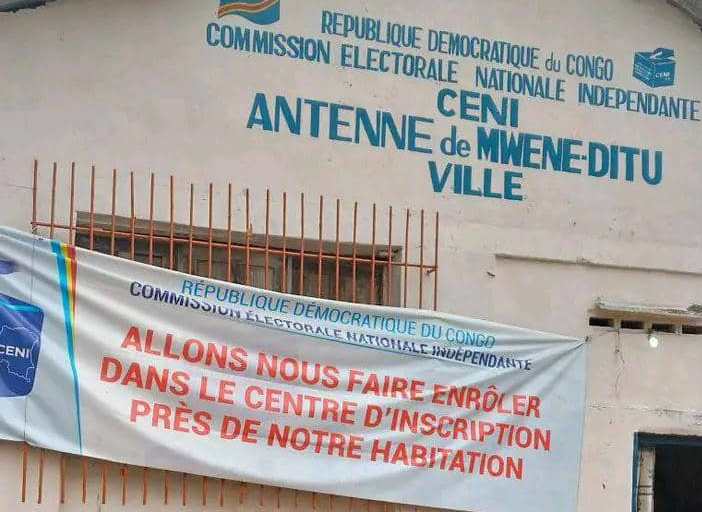 REPUBLIQUE DEMOCRATIQUE du CONGO
COMMISSION ELECTORALE NATIONALE INDEPENDANTE
CENI
CENI
ANTENNE de MWENE-DITU
VILLE
RÉPUBLIQUE DÉMOCRATIQUE DU CONGO
COMMISSION ÉLECTORALE NATIONALE INDÉPENDANTE
CENI
ALLONS NOUS FAIRE ENRÔLER
DANS LE CENTRE D'INSCRIPTION
PRÈS DE NOTRE HABITATION